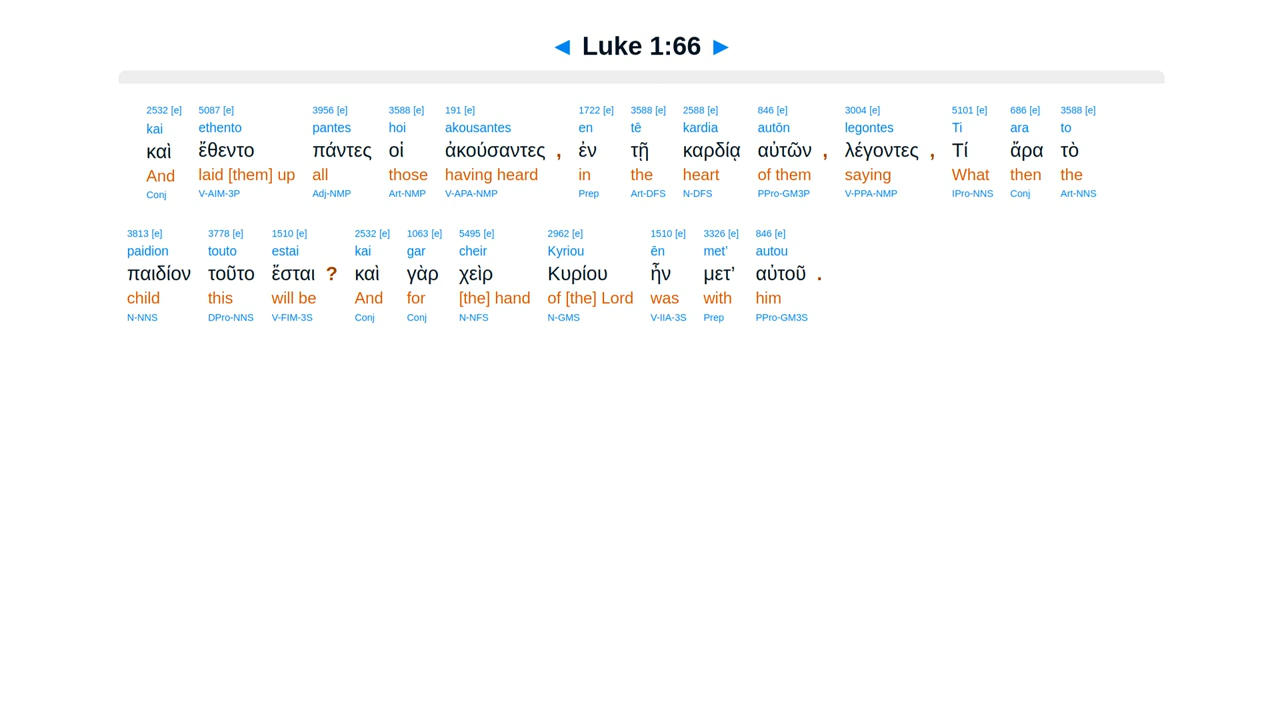 ◄ Luke 1:66 ►
2532 [e] 5087 [e] 3956 [e] 3588 [e] 191 [e] 1722 [e] 3588 [e] 2588 [e] 846 [e] 3004 [e] 5101 [e] 686 [e] 3588 [e]
kai ethento pantes hoi akousantes en tē kardia autōn legontes Ti ara to
καὶ ἔθεντο πάντες οἱ ἀκούσαντες , ἐν τῇ καρδίᾳ αὐτῶν , λέγοντες , Τί ἄρα τὸ
And laid [them] up all those having heard in the heart of them saying What then the
Conj V-AIM-3P Adj-NMP Art-NMP V-APA-NMP Prep Art-DFS N-DFS PPro-GM3P V-PPA-NMP IPro-NNS Conj Art-NNS
3813 [e] 3778 [e] 1510 [e] 2532 [e] 1063 [e] 5495 [e] 2962 [e] 1510 [e] 3326 [e] 846 [e]
paidion touto estai kai gar cheir Kyriou ēn met’ autou
παιδίον τοῦτο ἔσται ? καὶ γὰρ χεὶρ Κυρίου ἦν μετ’ αὐτοῦ .
child this will be And for [the] hand of [the] Lord was with him
N-NNS DPro-NNS V-FIM-3S Conj Conj N-NFS N-GMS V-IIA-3S Prep PPro-GM3S